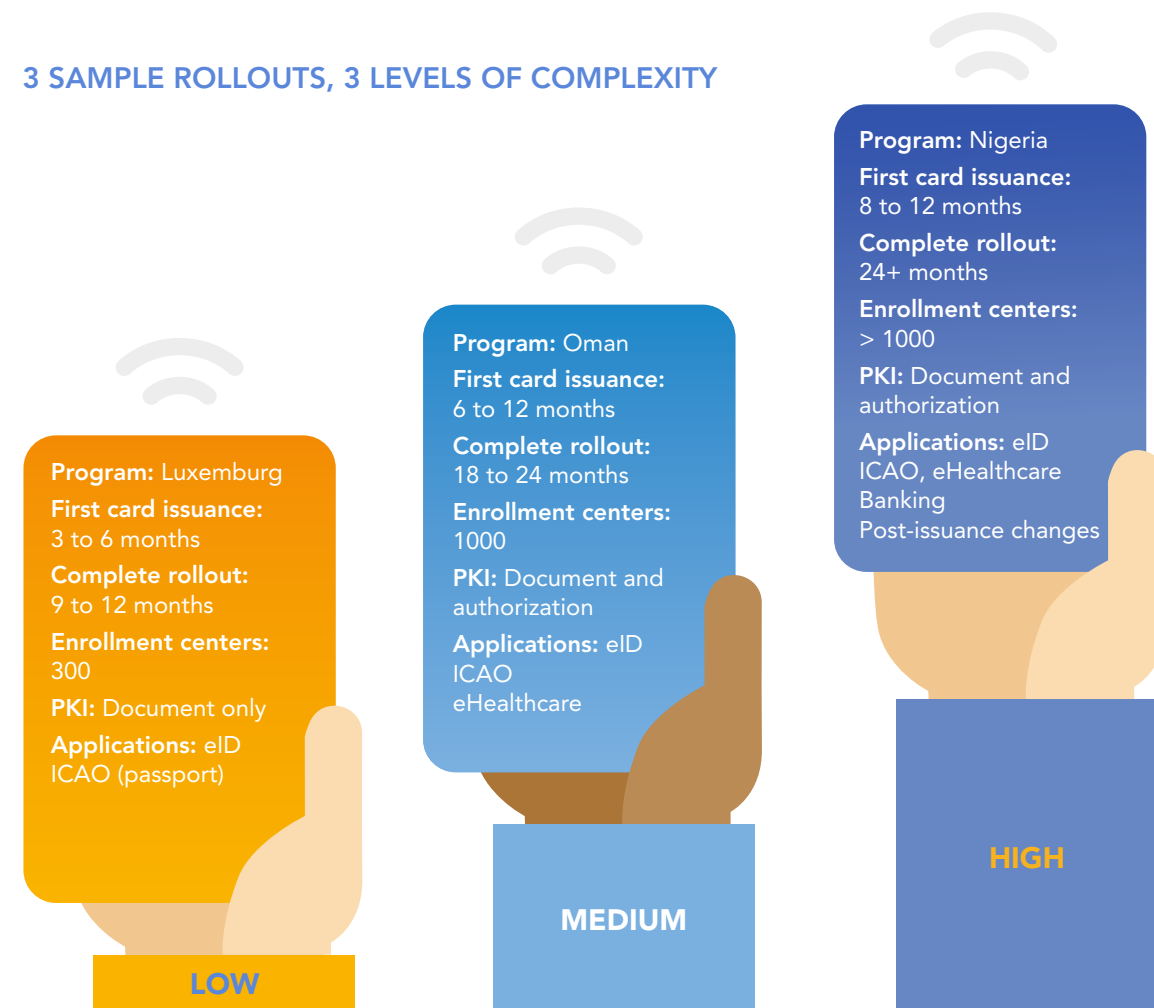 3 SAMPLE ROLLOUTS, 3 LEVELS OF COMPLEXITY
Program: Luxemburg
First card issuance:
3 to 6 months
Complete rollout:
9 to 12 months
Enrollment centers:
300
PKI: Document only
Applications: eID
ICAO (passport)
LOW
Program: Oman
First card issuance:
6 to 12 months
Complete rollout:
18 to 24 months
Enrollment centers:
1000
PKI: Document and
authorization
Applications: eID
ICAO
eHealthcare
MEDIUM
Program: Nigeria
First card issuance:
8 to 12 months
Complete rollout:
24+ months
Enrollment centers:
> 1000
PKI: Document and
authorization
Applications: eID
ICAO, eHealthcare
Banking
Post-issuance changes
HIGH